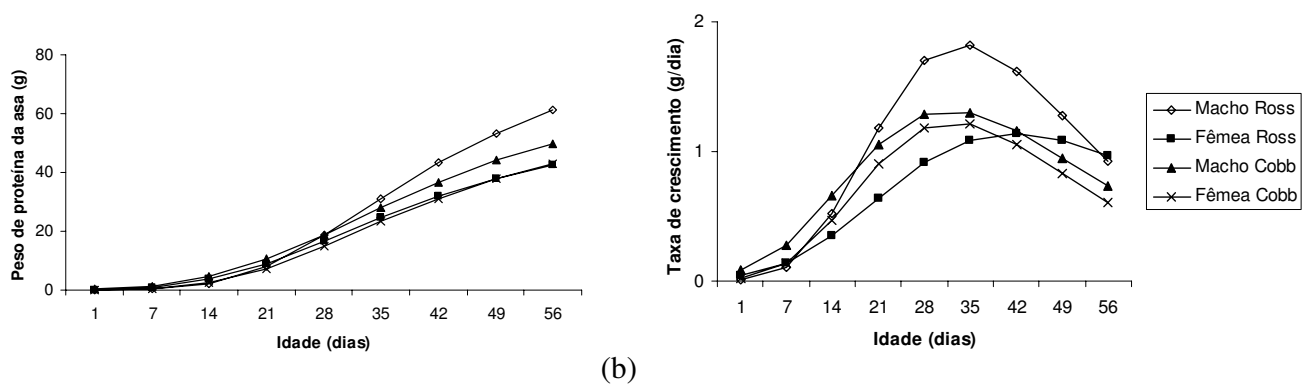 Peso de proteína da asa (g)
80
60
40
20
0
1 7 14 21 28 35 42 49 56
Idade (dias)
(b)
Taxa de crescimento (g/dia)
2
1
0
1 7 14 21 28 35 42 49 56
Idade (dias)
Macho Ross
Fêmea Ross
Macho Cobb
Fêmea Cobb